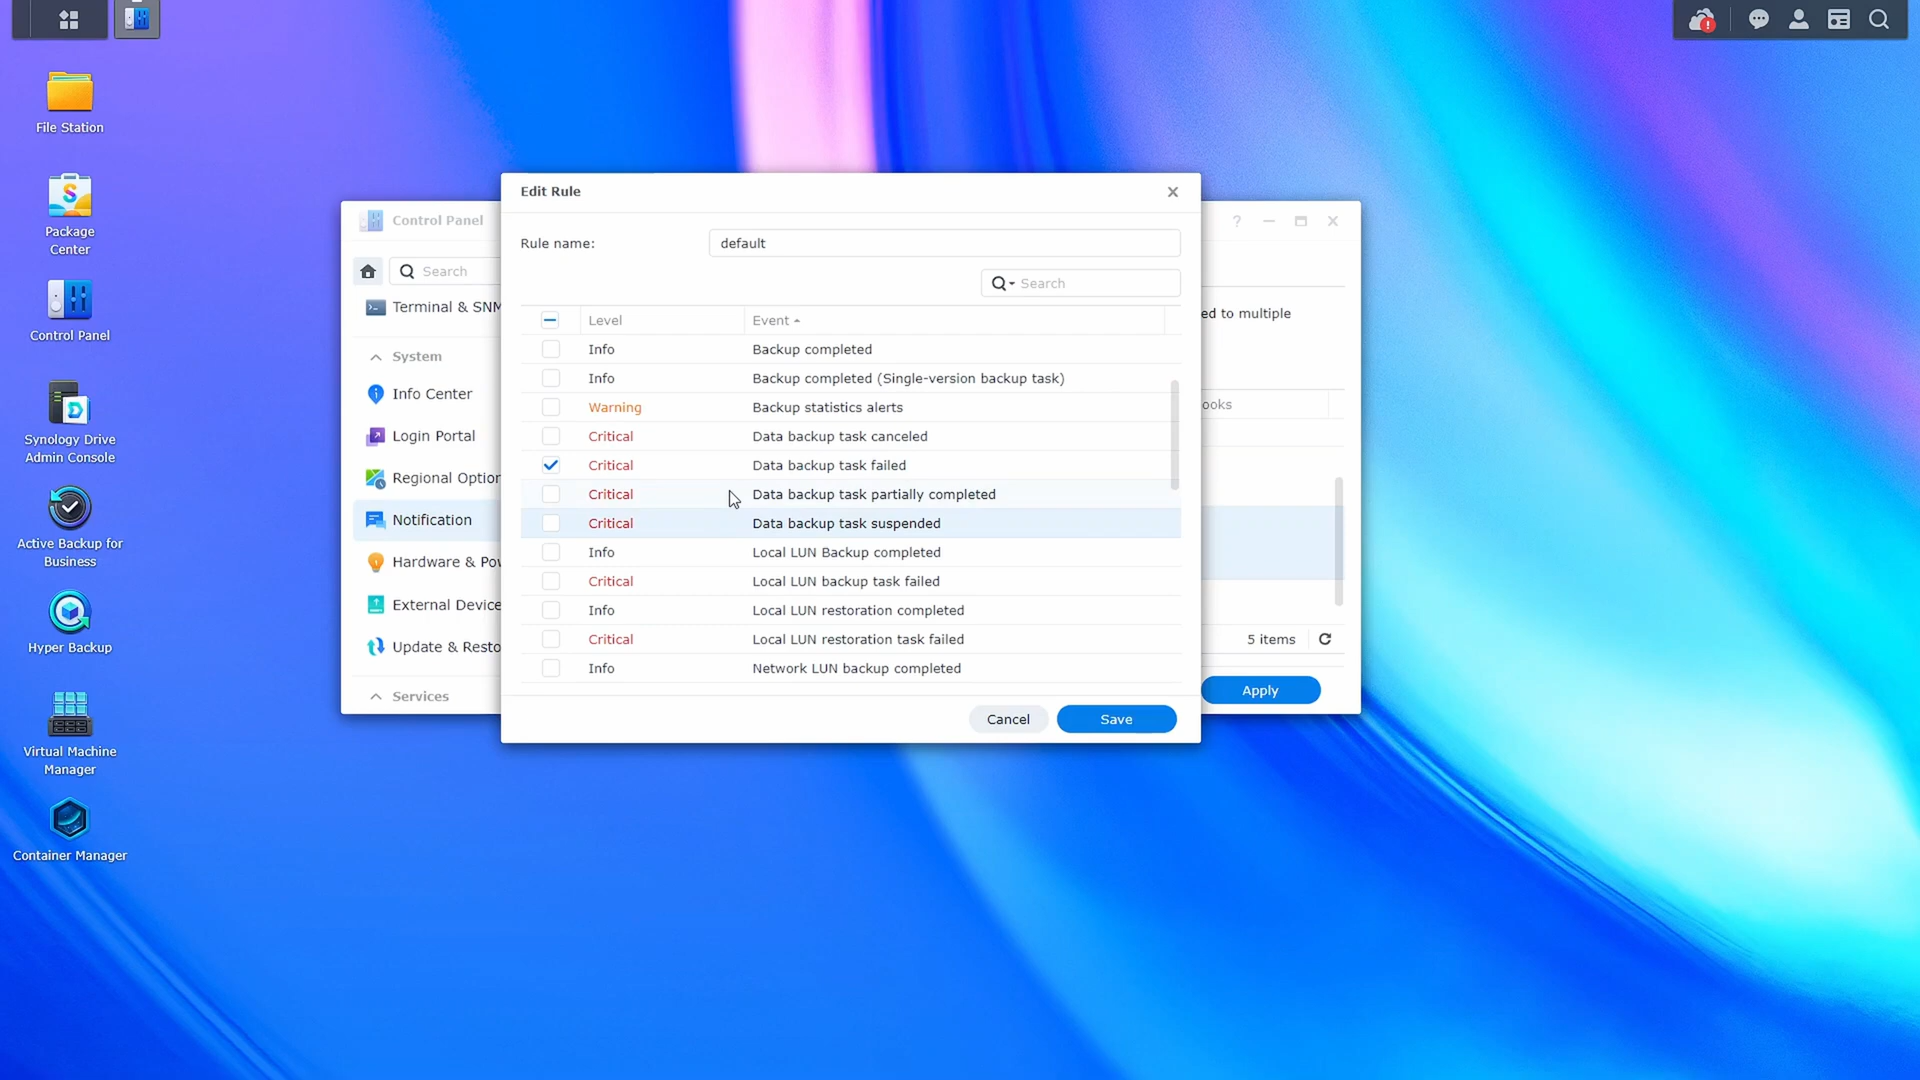 File Station
Package
Center
Control Panel
Synology Drive
Admin Console
Active Backup for
Business
Hyper Backup
Virtual Machine
Manager
Container Manager
Control Panel
Search
Terminal & SNM
System
Info Center
Login Portal
Regional Option
Notification
Hardware & Pow
External Device
Update & Resto
Services
Edit Rule
Rule name: default
Search
Level Event
Info Backup completed
Info Backup completed (Single-version backup task)
Warning Backup statistics alerts
Critical Data backup task canceled
Critical Data backup task failed
Critical Data backup task partially completed
Critical Data backup task suspended
Info Local LUN Backup completed
Critical Local LUN backup task failed
Info Local LUN restoration completed
Critical Local LUN restoration task failed
Info Network LUN backup completed
Cancel Save
?
ed to multiple
ooks
5 items
Apply